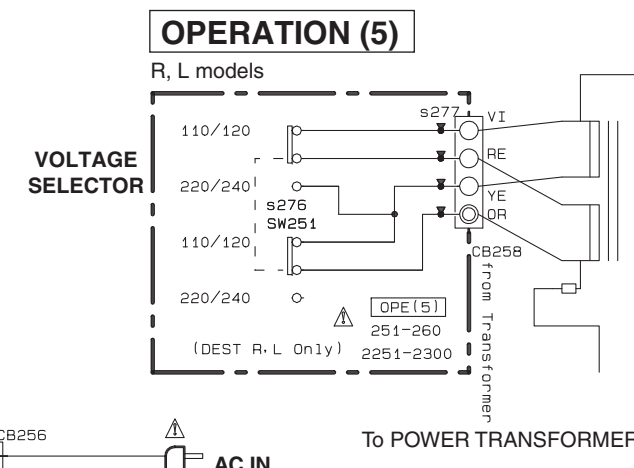 OPERATION (5)
R, L models
s277
VI
110/120
RE
VOLTAGE
SELECTOR
220/240
s276
SW251
YE
OR
110/120
CB258
from Transformer
220/240
OPE(5)
251-260
(DEST R,L Only)
2251-2300
CB256
To POWER TRANSFORMER
AC IN